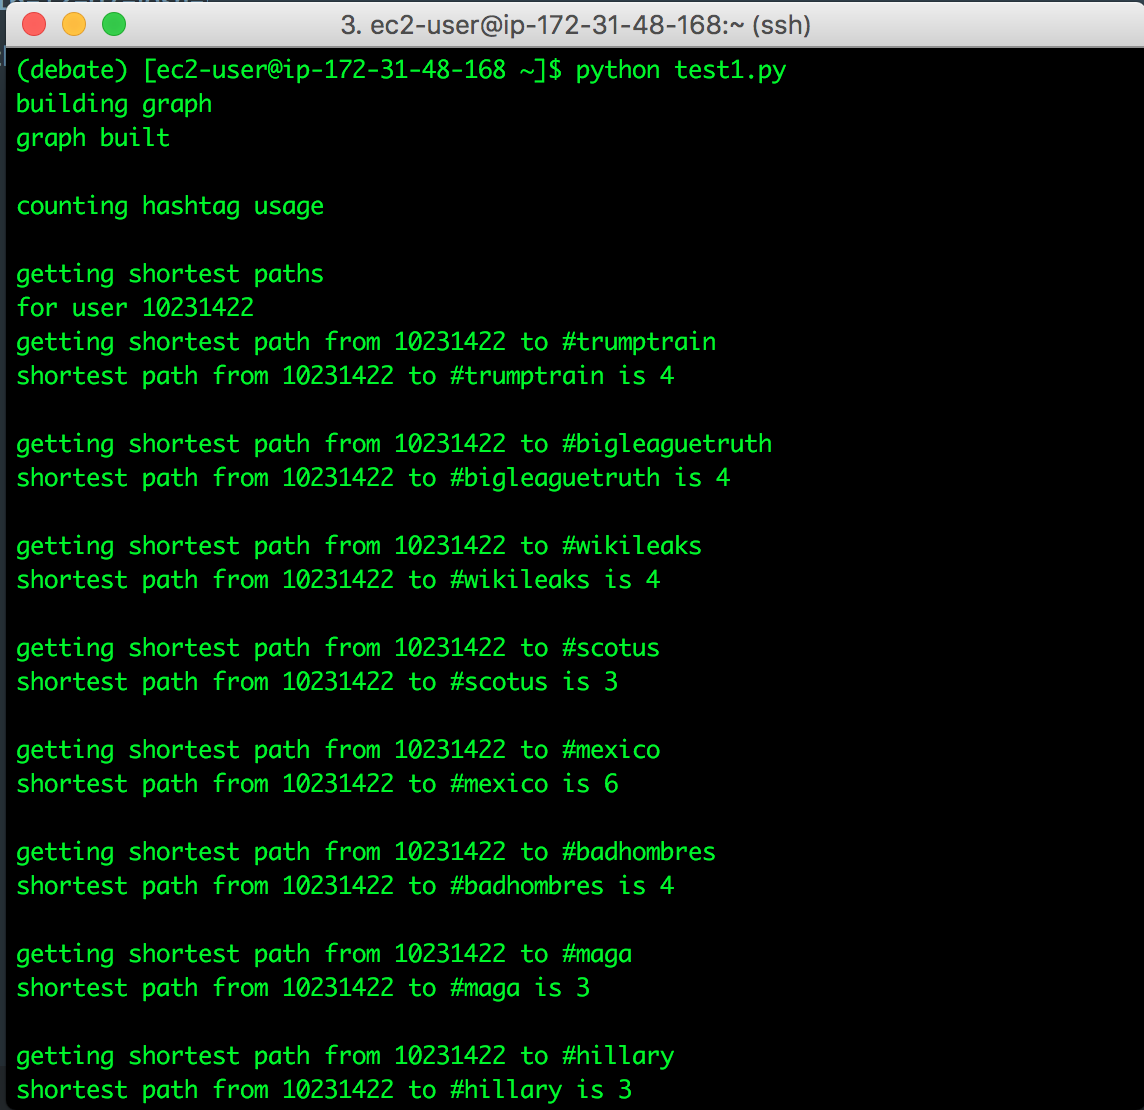 3. ec2-user@ip-172-31-48-168:~ (ssh)
(debate) [ec2-user@ip-172-31-48-168 ~]$ python test1.py
building graph
graph built
counting hashtag usage
getting shortest paths
for user 10231422
getting shortest path from 10231422 to #trumptrain
shortest path from 10231422 to #trumptrain is 4
getting shortest path from 10231422 to #bigleaguetruth
shortest path from 10231422 to #bigleaguetruth is 4
getting shortest path from 10231422 to #wikileaks
shortest path from 10231422 to #wikileaks is 4
getting shortest path from 10231422 to #scotus
shortest path from 10231422 to #scotus is 3
getting shortest path from 10231422 to #mexico
shortest path from 10231422 to #mexico is 6
getting shortest path from 10231422 to #badhombres
shortest path from 10231422 to #badhombres is 4
getting shortest path from 10231422 to #maga
shortest path from 10231422 to #maga is 3
getting shortest path from 10231422 to #hillary
shortest path from 10231422 to #hillary is 3